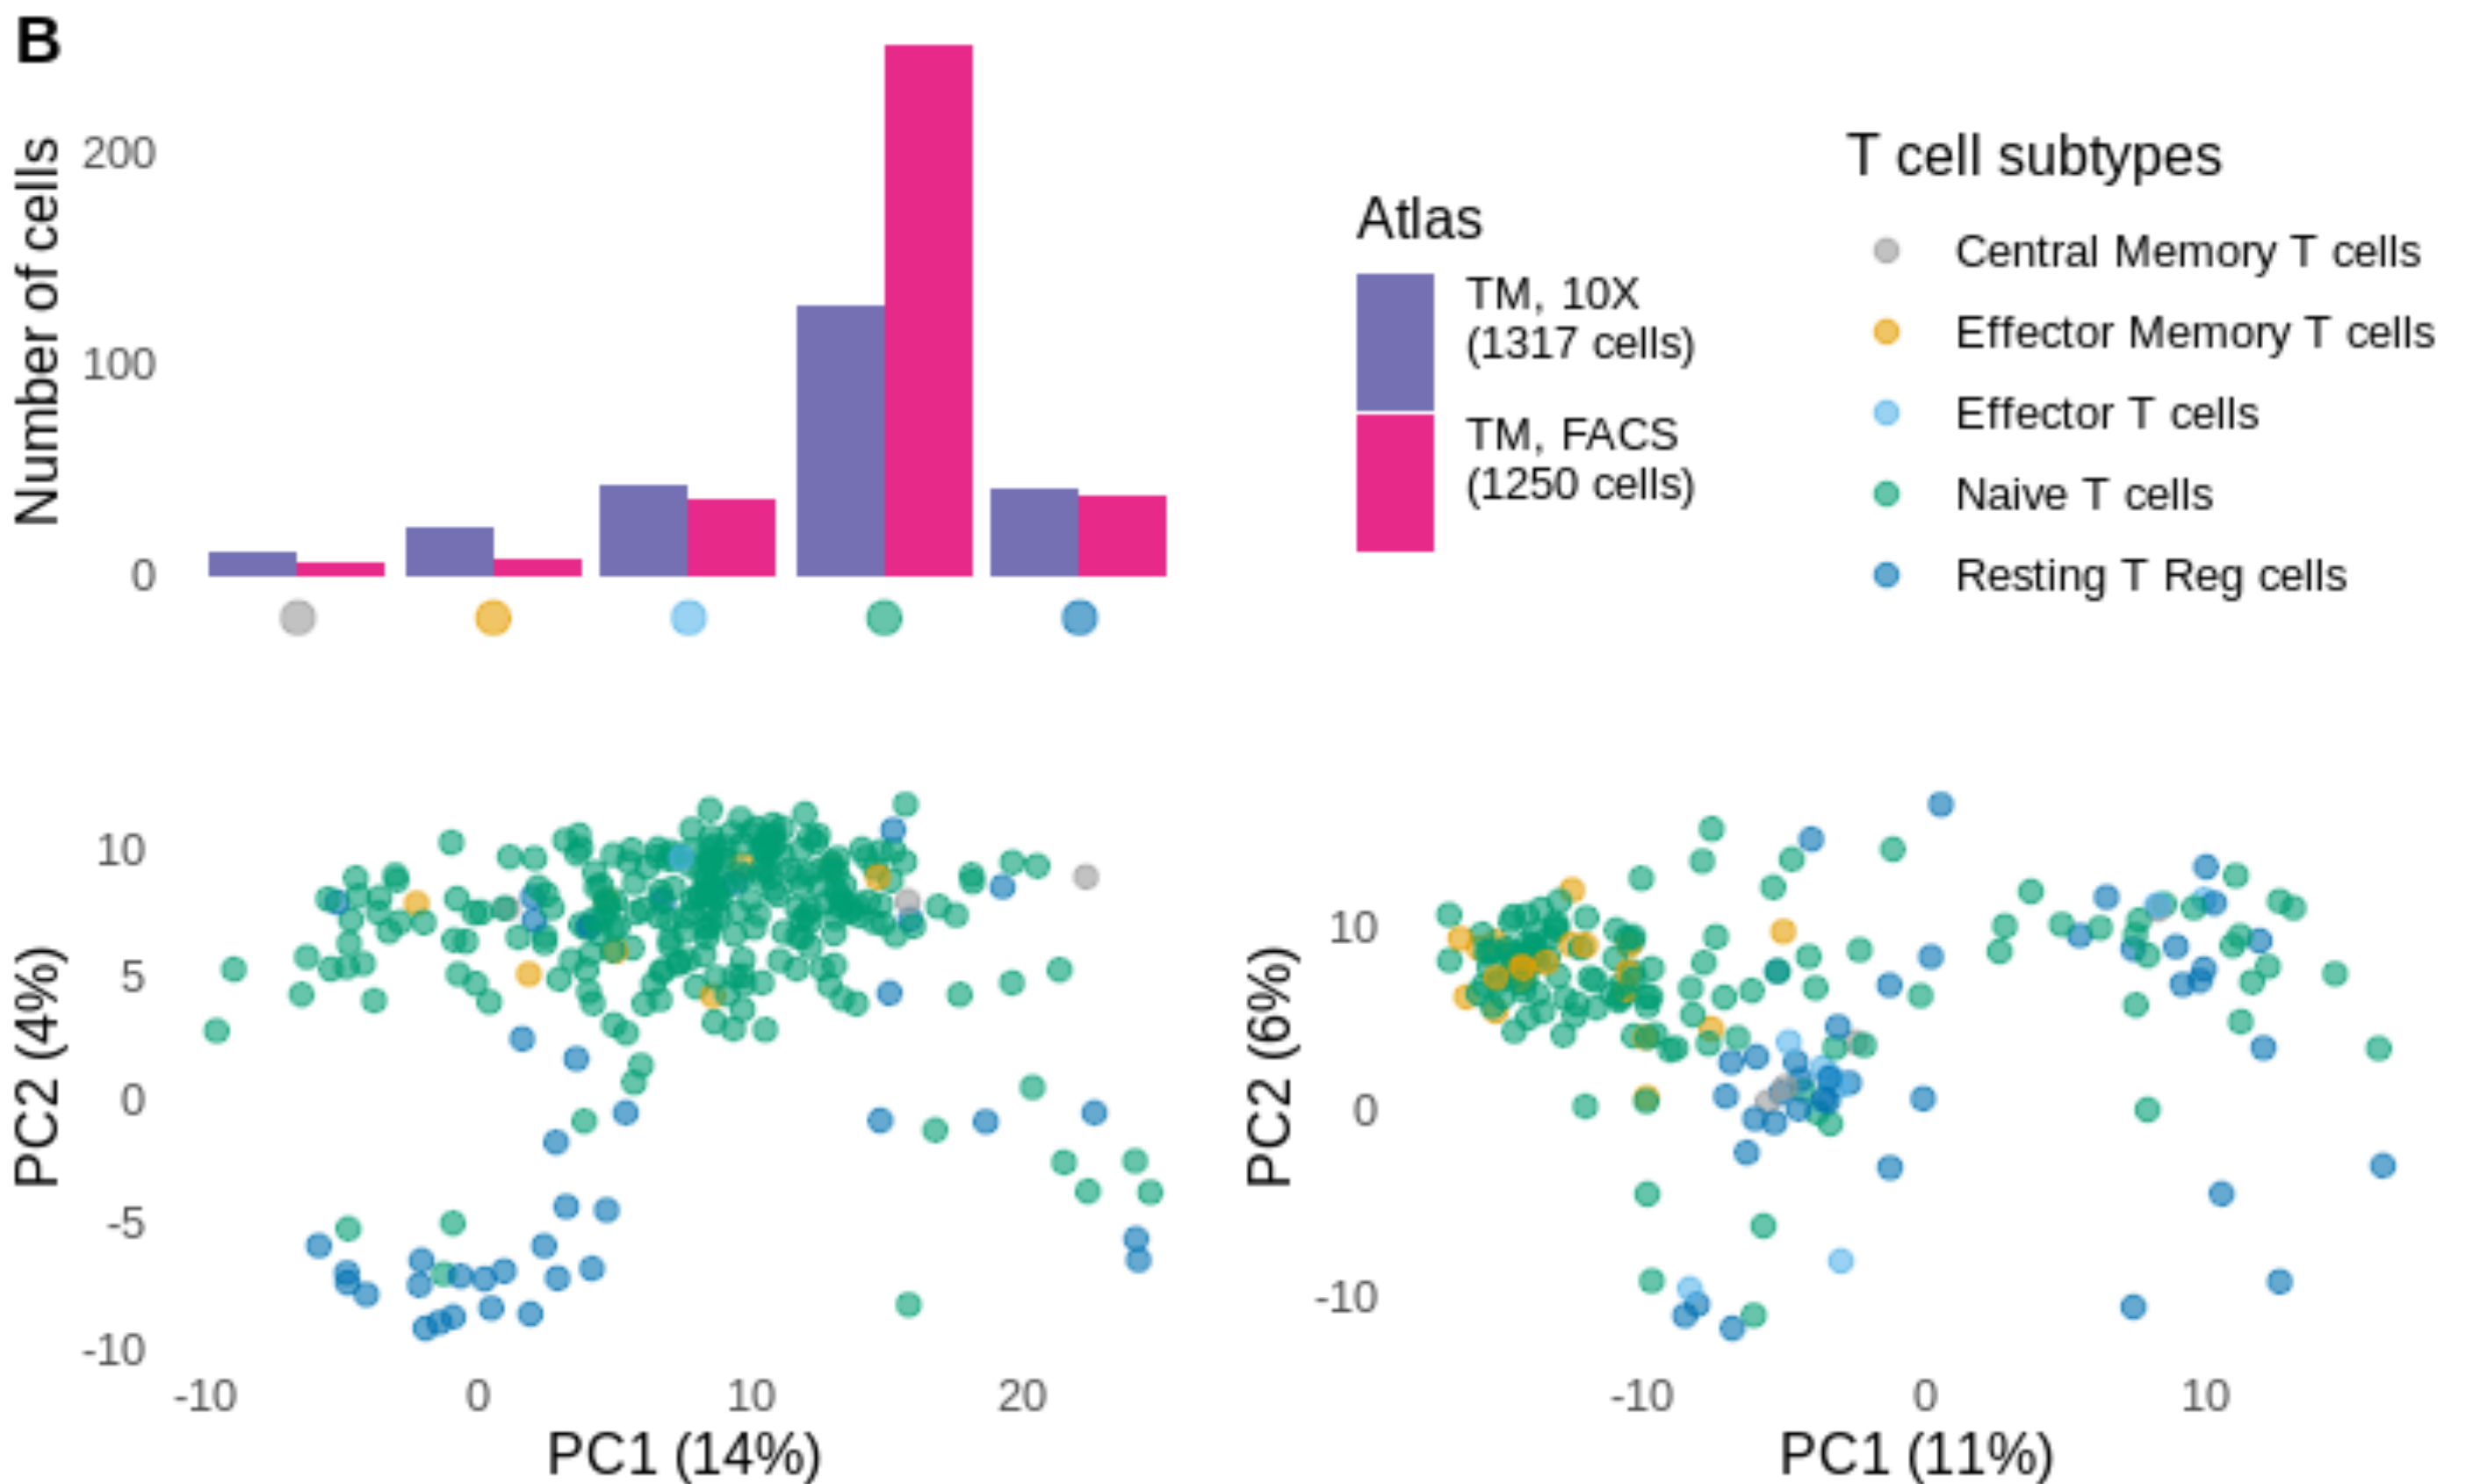 B
Number of cells
200
100
0
Atlas
TM, 10X
(1317 cells)
TM, FACS
(1250 cells)
T cell subtypes
Central Memory T cells
Effector Memory T cells
Effector T cells
Naive T cells
Resting T Reg cells
PC2 (4%)
10
5
0
-5
-10
-10 0 10 20
PC1 (14%)
PC2 (6%)
10
0
-10
-10 0 10
PC1 (11%)